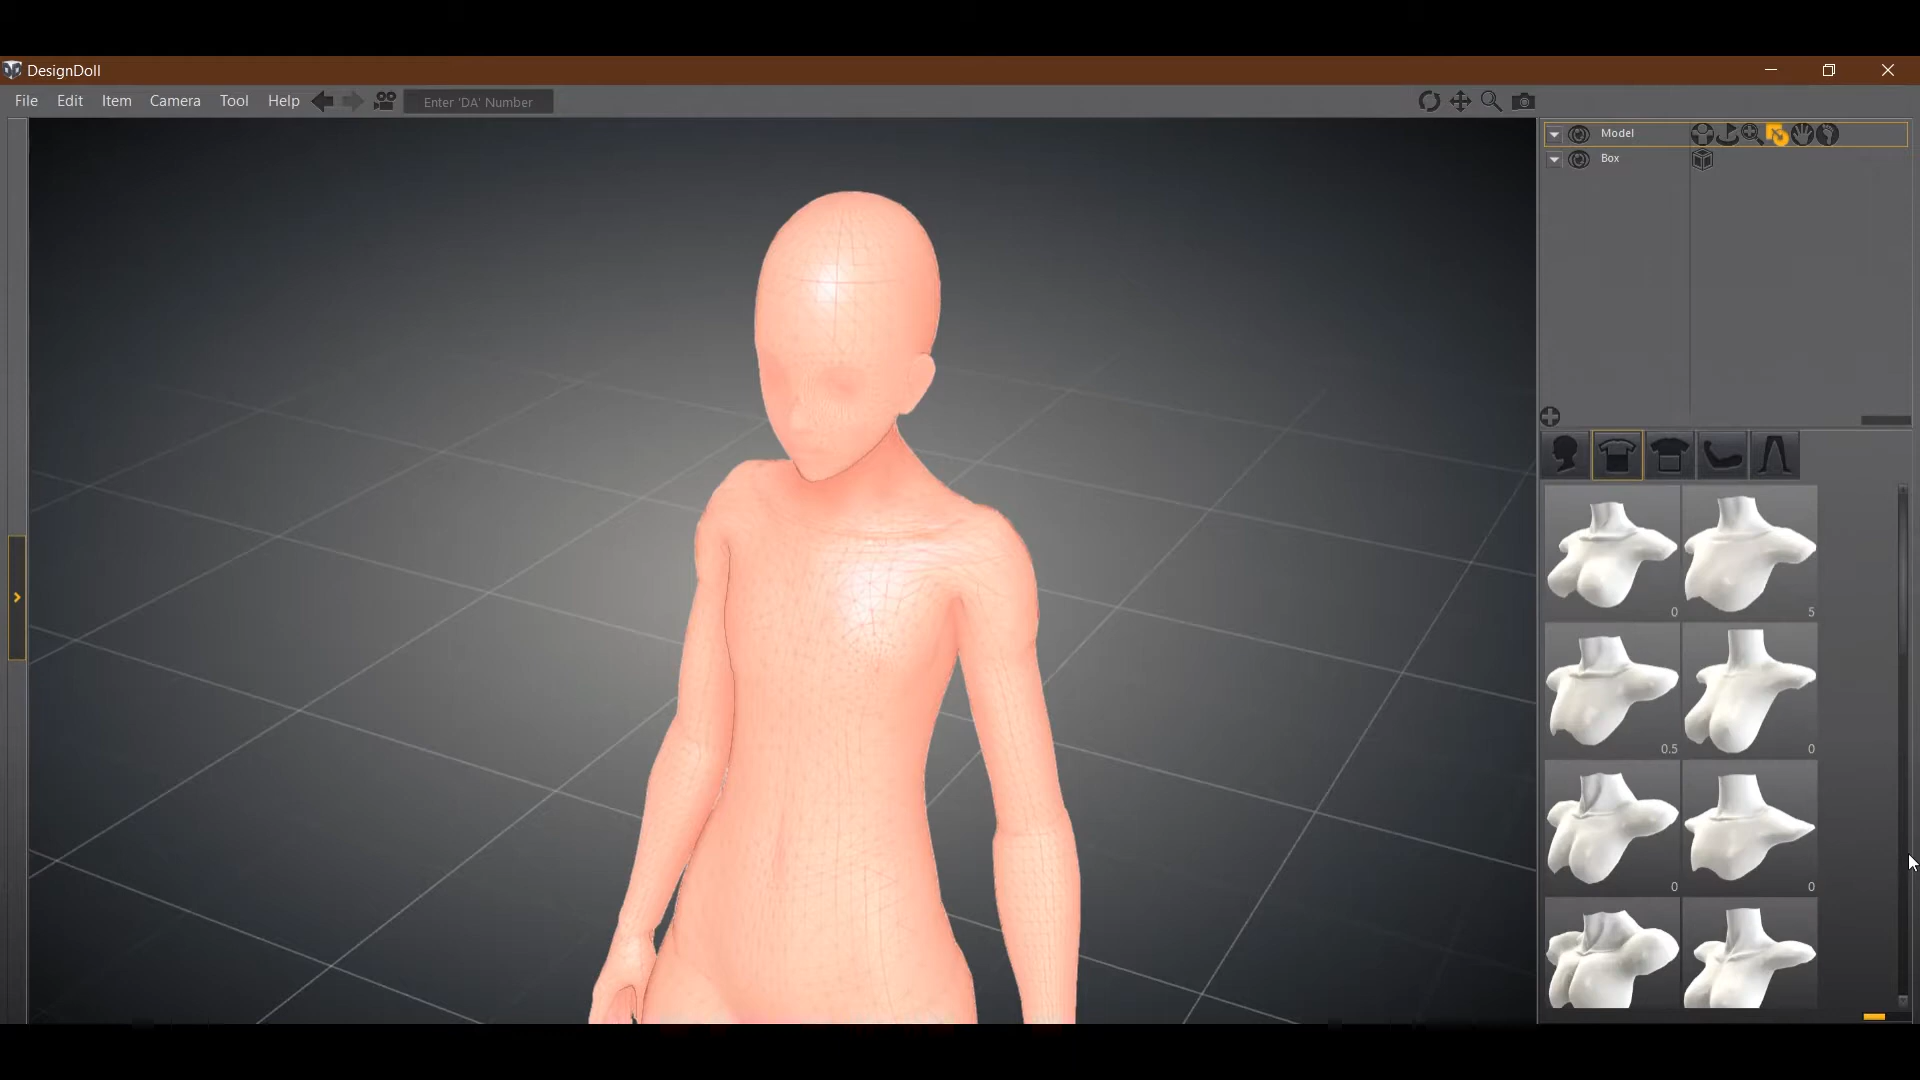 DesignDoll
File Edit Item Camera Tool Help Enter 'DA' Number
Model
Box
0 5
0.5 0
0 0